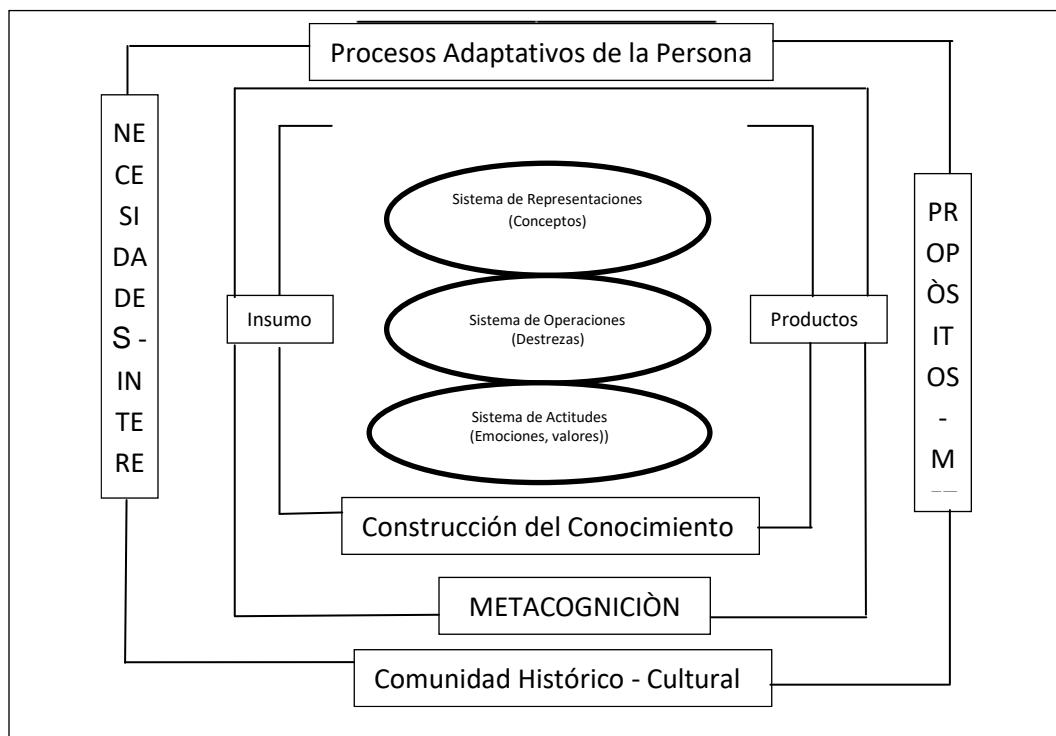 Procesos Adaptativos de la Persona
NE
CE
SI
DA
DE
S -
IN
TE
RE
Sistema de Representaciones
(Conceptos)
PR
OP
ÒS
IT
OS
-
M
Insumo
Sistema de Operaciones
(Destrezas)
Productos
Sistema de Actitudes
(Emociones, valores))
Construcción del Conocimiento
METACOGNICIÒN
Comunidad Histórico - Cultural